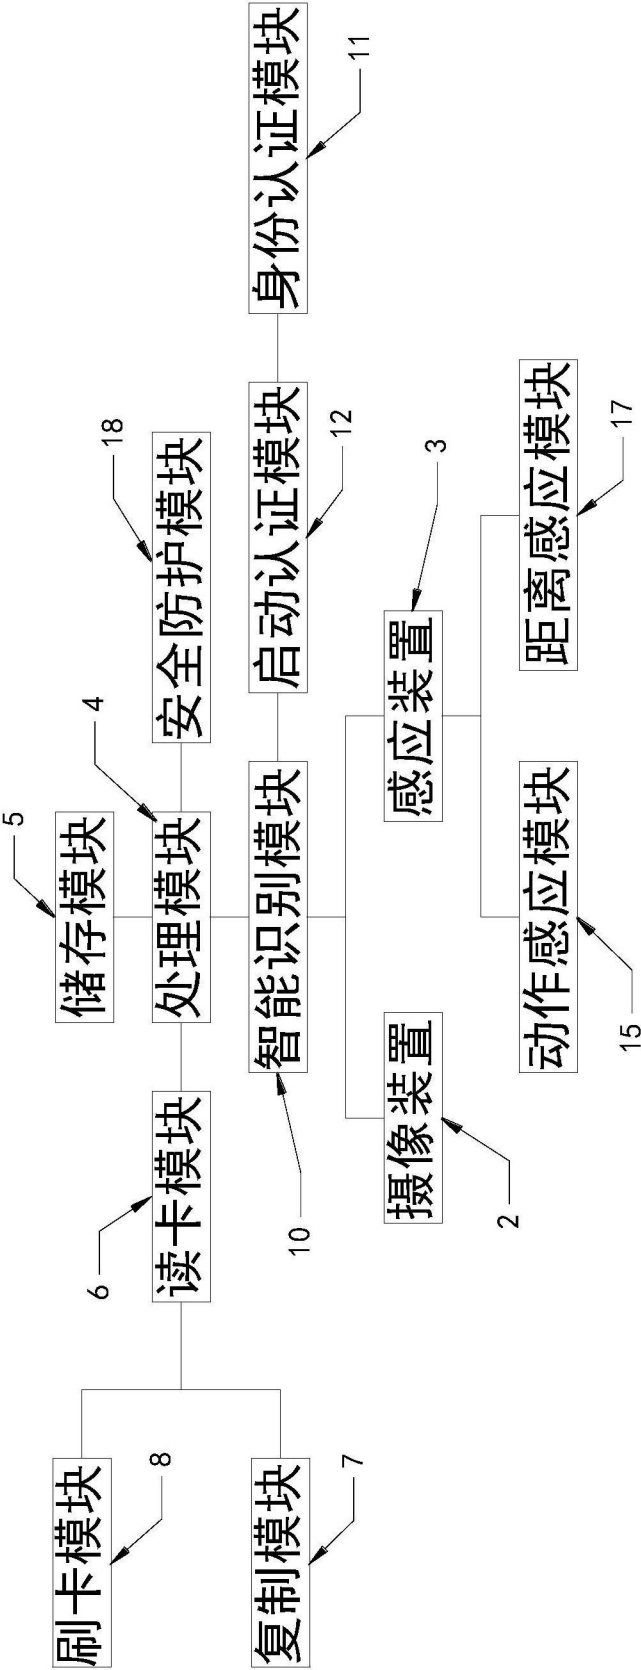 储存模块
5
刷卡模块
8
读卡模块
6
处理模块
4
安全防护模块
18
复制模块
7
智能识别模块
10
启动认证模块
12
身份认证模块
11
摄像装置
2
感应装置
3
动作感应模块
15
距离感应模块
17